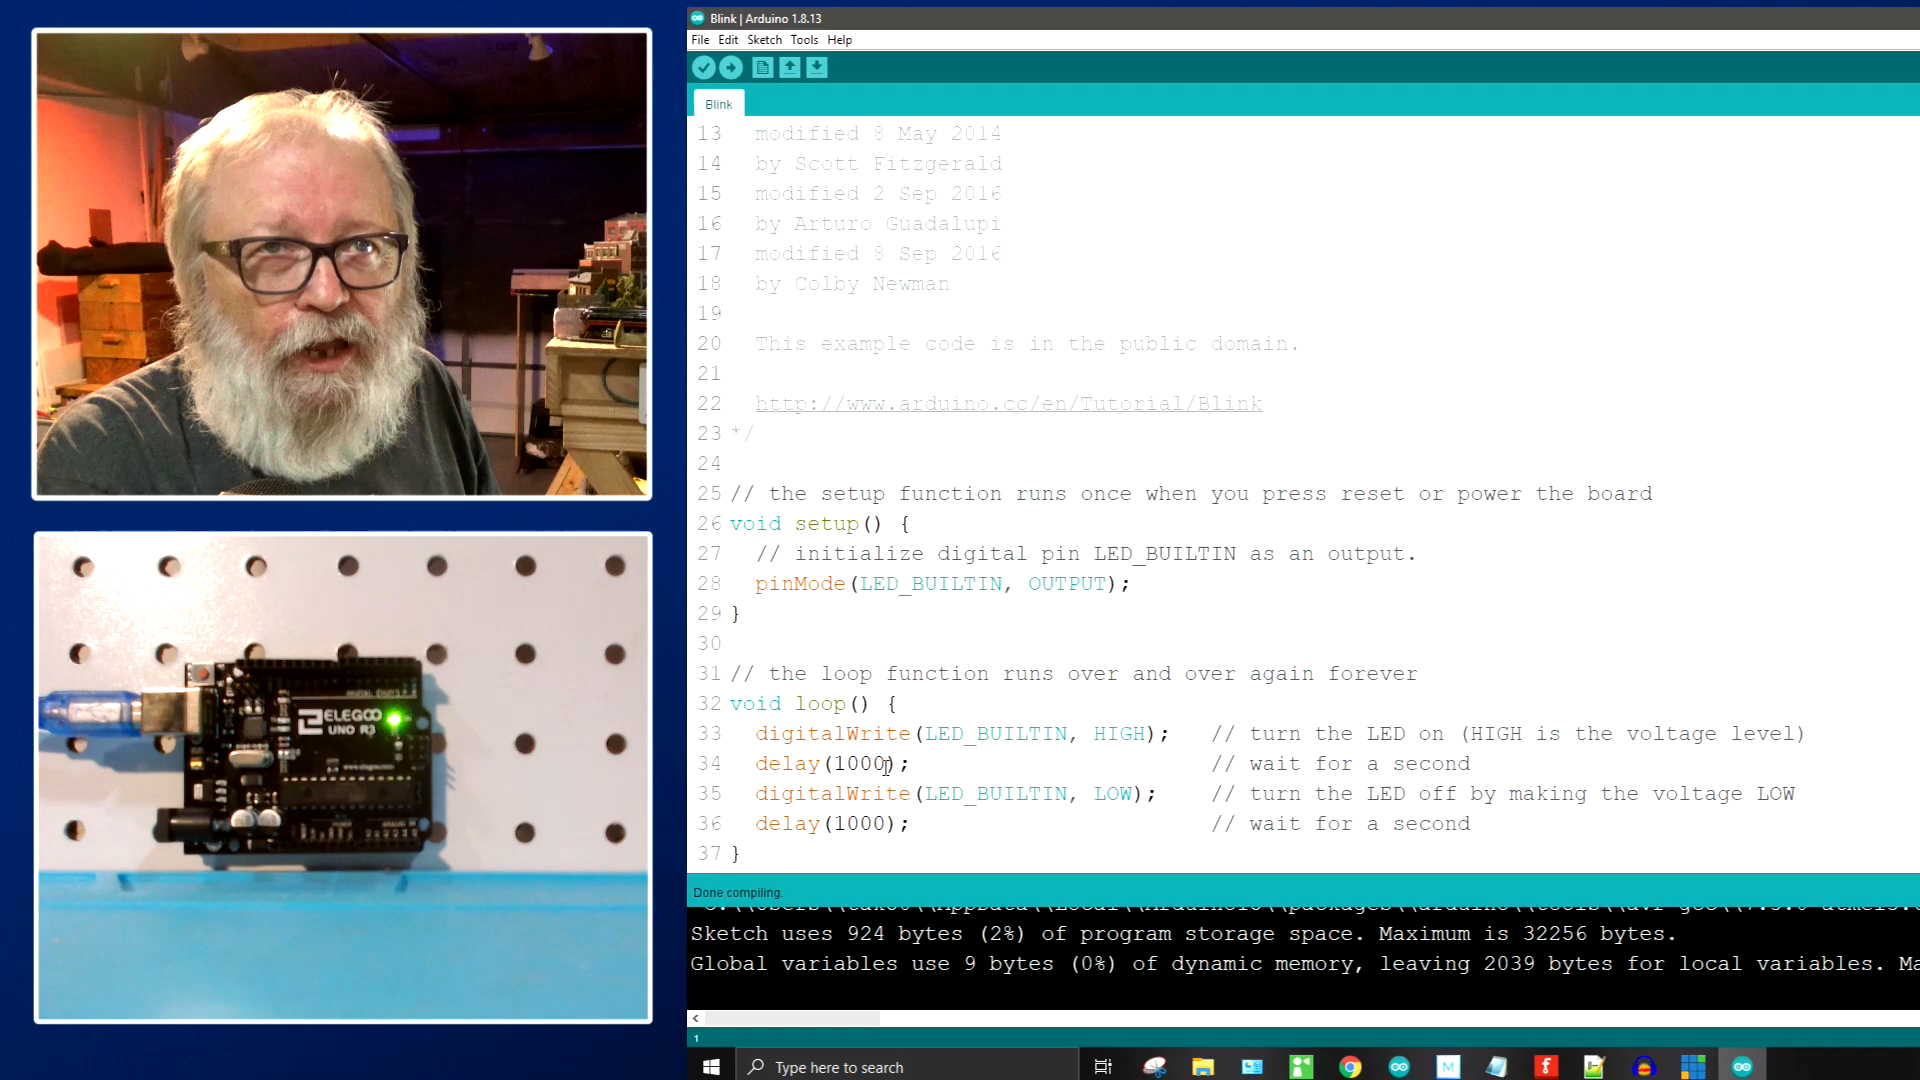 Blink | Arduino 1.8.13
File Edit Sketch Tools Help
Blink
13 modified 8 May 2014
14 by Scott Fitzgerald
15 modified 2 Sep 2016
16 by Arturo Guadalupi
17 modified 8 Sep 2016
18 by Colby Newman
19
20 This example code is in the public domain.
21
22 http://www.arduino.cc/en/Tutorial/Blink
23 */
24
25 // the setup function runs once when you press reset or power the board
26 void setup() {
27 // initialize digital pin LED_BUILTIN as an output.
28 pinMode(LED_BUILTIN, OUTPUT);
29 }
30
31 // the loop function runs over and over again forever
32 void loop() {
33 digitalWrite(LED_BUILTIN, HIGH); // turn the LED on (HIGH is the voltage level)
34 delay(1000); // wait for a second
35 digitalWrite(LED_BUILTIN, LOW); // turn the LED off by making the voltage LOW
36 delay(1000); // wait for a second
37 }
Done compiling.
Sketch uses 924 bytes (2%) of program storage space. Maximum is 32256 bytes.
Global variables use 9 bytes (0%) of dynamic memory, leaving 2039 bytes for local variables. Ma
1
Type here to search
ELEGOO
UNO R3